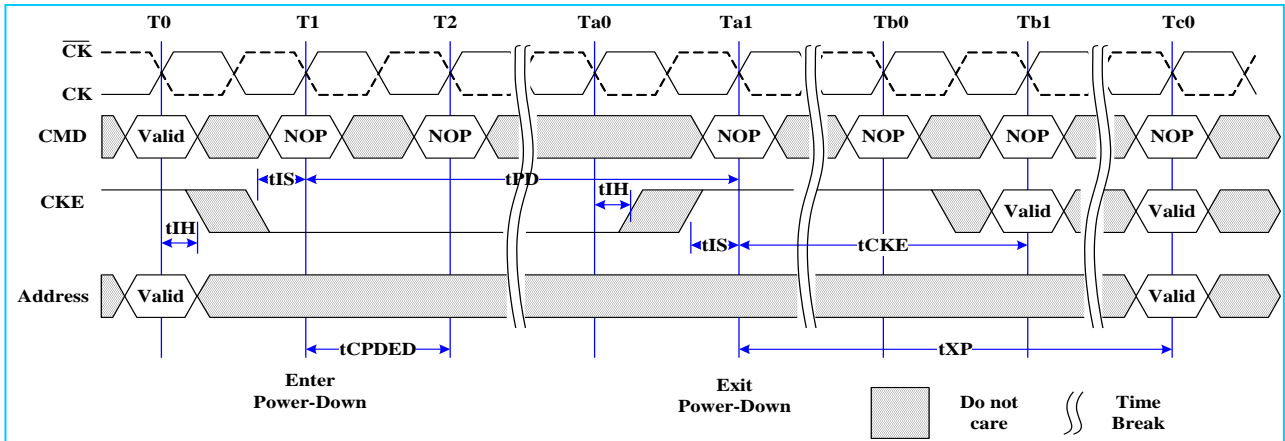 T0 T1 T2 Ta0 Ta1 Tb0 Tb1 Tc0
CK
CK
CMD Valid NOP NOP NOP NOP NOP NOP
tIS tPD tIH
CKE Valid Valid
tIH tIS tCKE
Address Valid Valid
tCPDED tXP
Enter
Power-Down
Exit
Power-Down
Do not
care
Time
Break